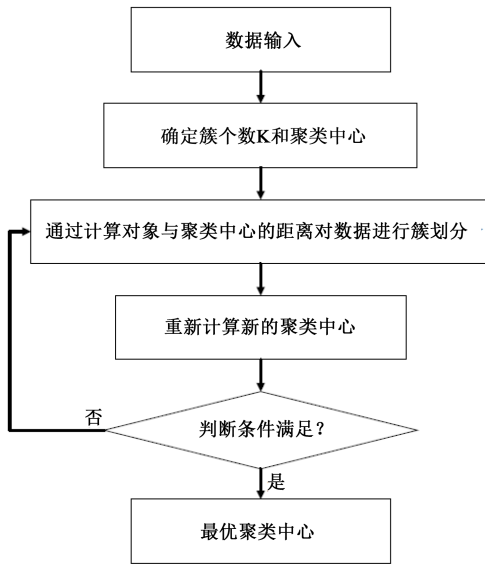 数据输入
确定簇个数K和聚类中心
通过计算对象与聚类中心的距离对数据进行簇划分
重新计算新的聚类中心
判断条件满足?
否
是
最优聚类中心